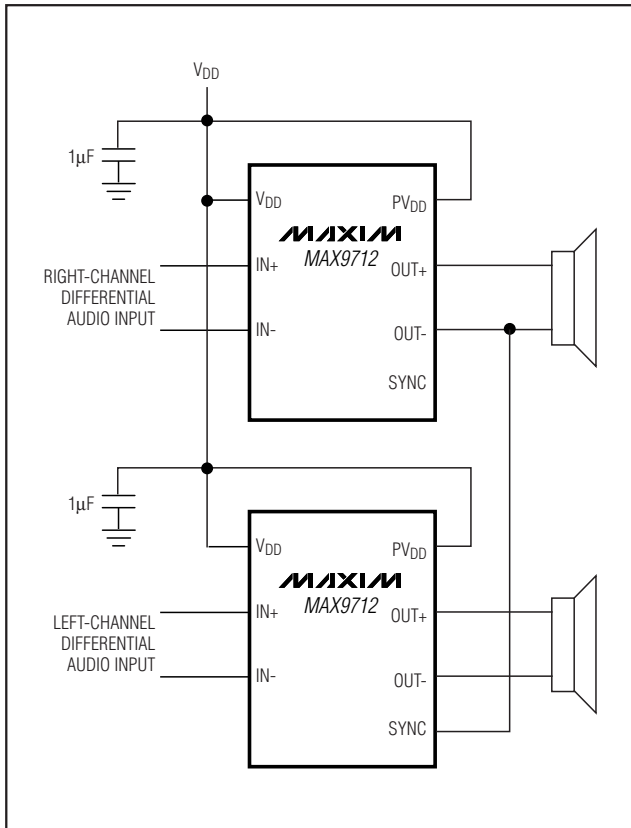 VDD
1µF
VDD
PVDD
MAXIM
MAX9712
IN+
OUT+
RIGHT-CHANNEL
DIFFERENTIAL
AUDIO INPUT
IN-
OUT-
SYNC
1µF
VDD
PVDD
MAXIM
MAX9712
IN+
OUT+
LEFT-CHANNEL
DIFFERENTIAL
AUDIO INPUT
IN-
OUT-
SYNC